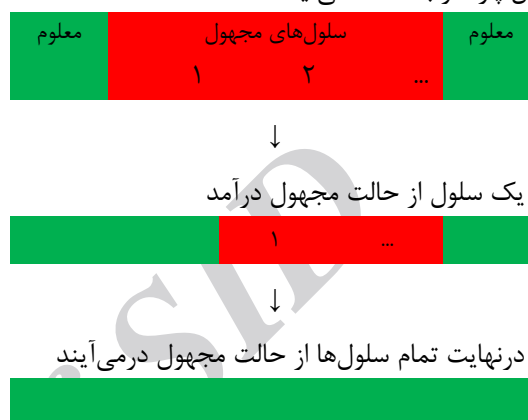 معلوم سلول‌های مجهول معلوم
۱ ۲ ...
↓
یک سلول از حالت مجهول درآمد
۱ ...
↓
درنهایت تمام سلول‌ها از حالت مجهول درمی‌آیند
SID